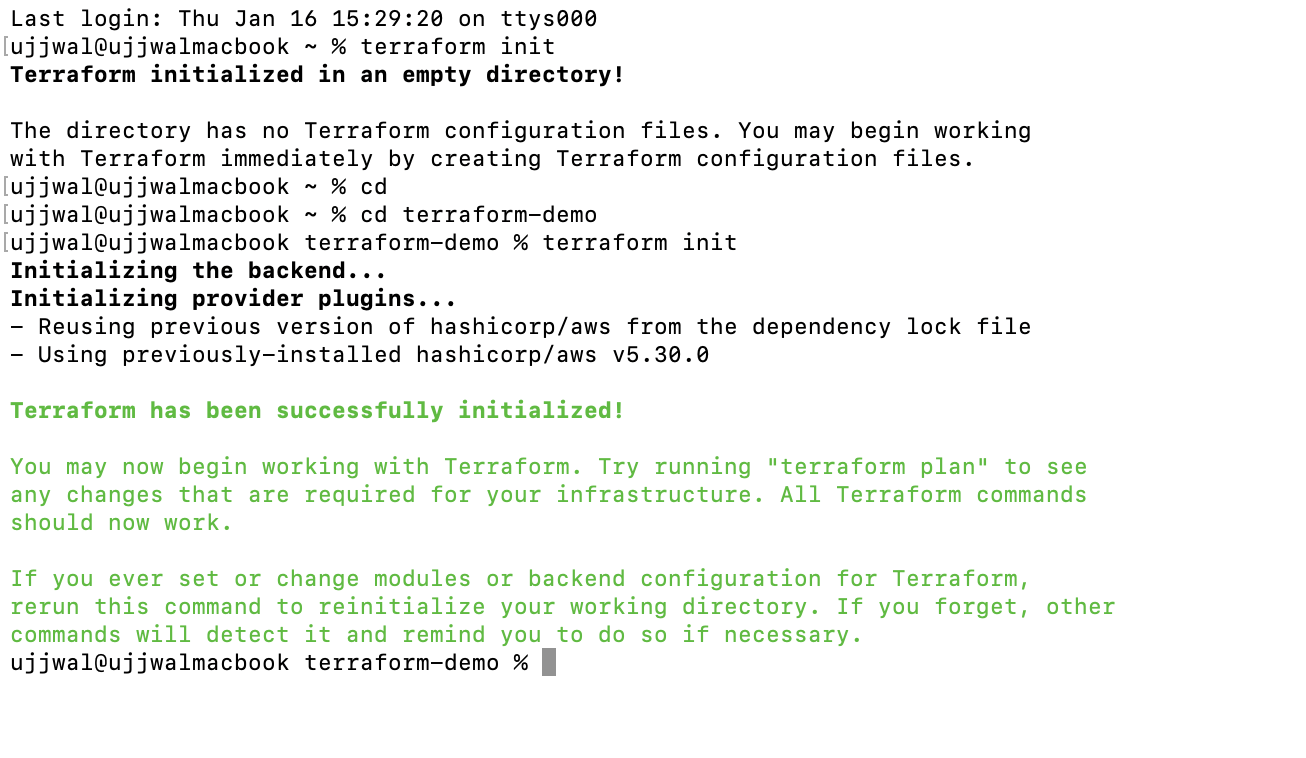 Last login: Thu Jan 16 15:29:20 on ttys000
[ujjwal@ujjwalmacbook ~ % terraform init
Terraform initialized in an empty directory!
The directory has no Terraform configuration files. You may begin working
with Terraform immediately by creating Terraform configuration files.
[ujjwal@ujjwalmacbook ~ % cd
[ujjwal@ujjwalmacbook ~ % cd terraform-demo
[ujjwal@ujjwalmacbook terraform-demo % terraform init
Initializing the backend...
Initializing provider plugins...
- Reusing previous version of hashicorp/aws from the dependency lock file
- Using previously-installed hashicorp/aws v5.30.0
Terraform has been successfully initialized!
You may now begin working with Terraform. Try running "terraform plan" to see
any changes that are required for your infrastructure. All Terraform commands
should now work.
If you ever set or change modules or backend configuration for Terraform,
rerun this command to reinitialize your working directory. If you forget, other
commands will detect it and remind you to do so if necessary.
ujjwal@ujjwalmacbook terraform-demo %